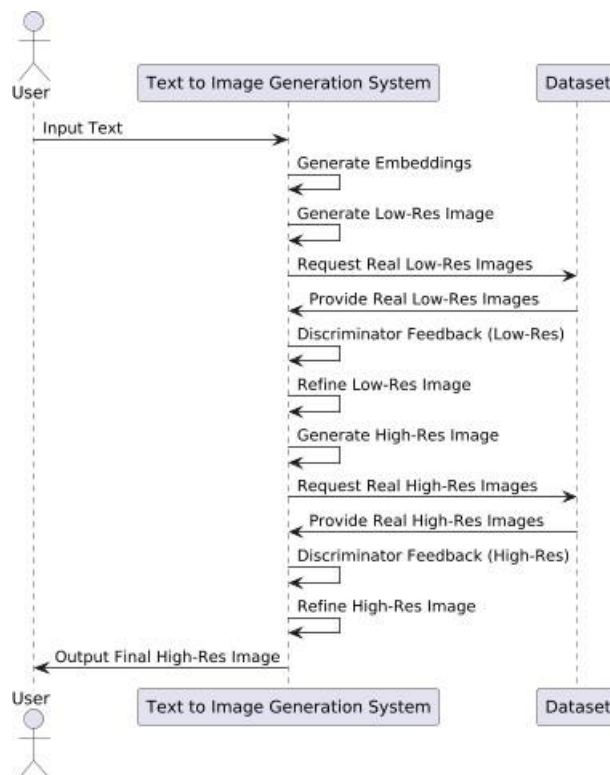 User
Text to Image Generation System
Dataset
Input Text
Generate Embeddings
Generate Low-Res Image
Request Real Low-Res Images
Provide Real Low-Res Images
Discriminator Feedback (Low-Res)
Refine Low-Res Image
Generate High-Res Image
Request Real High-Res Images
Provide Real High-Res Images
Discriminator Feedback (High-Res)
Refine High-Res Image
Output Final High-Res Image
User
Text to Image Generation System
Dataset